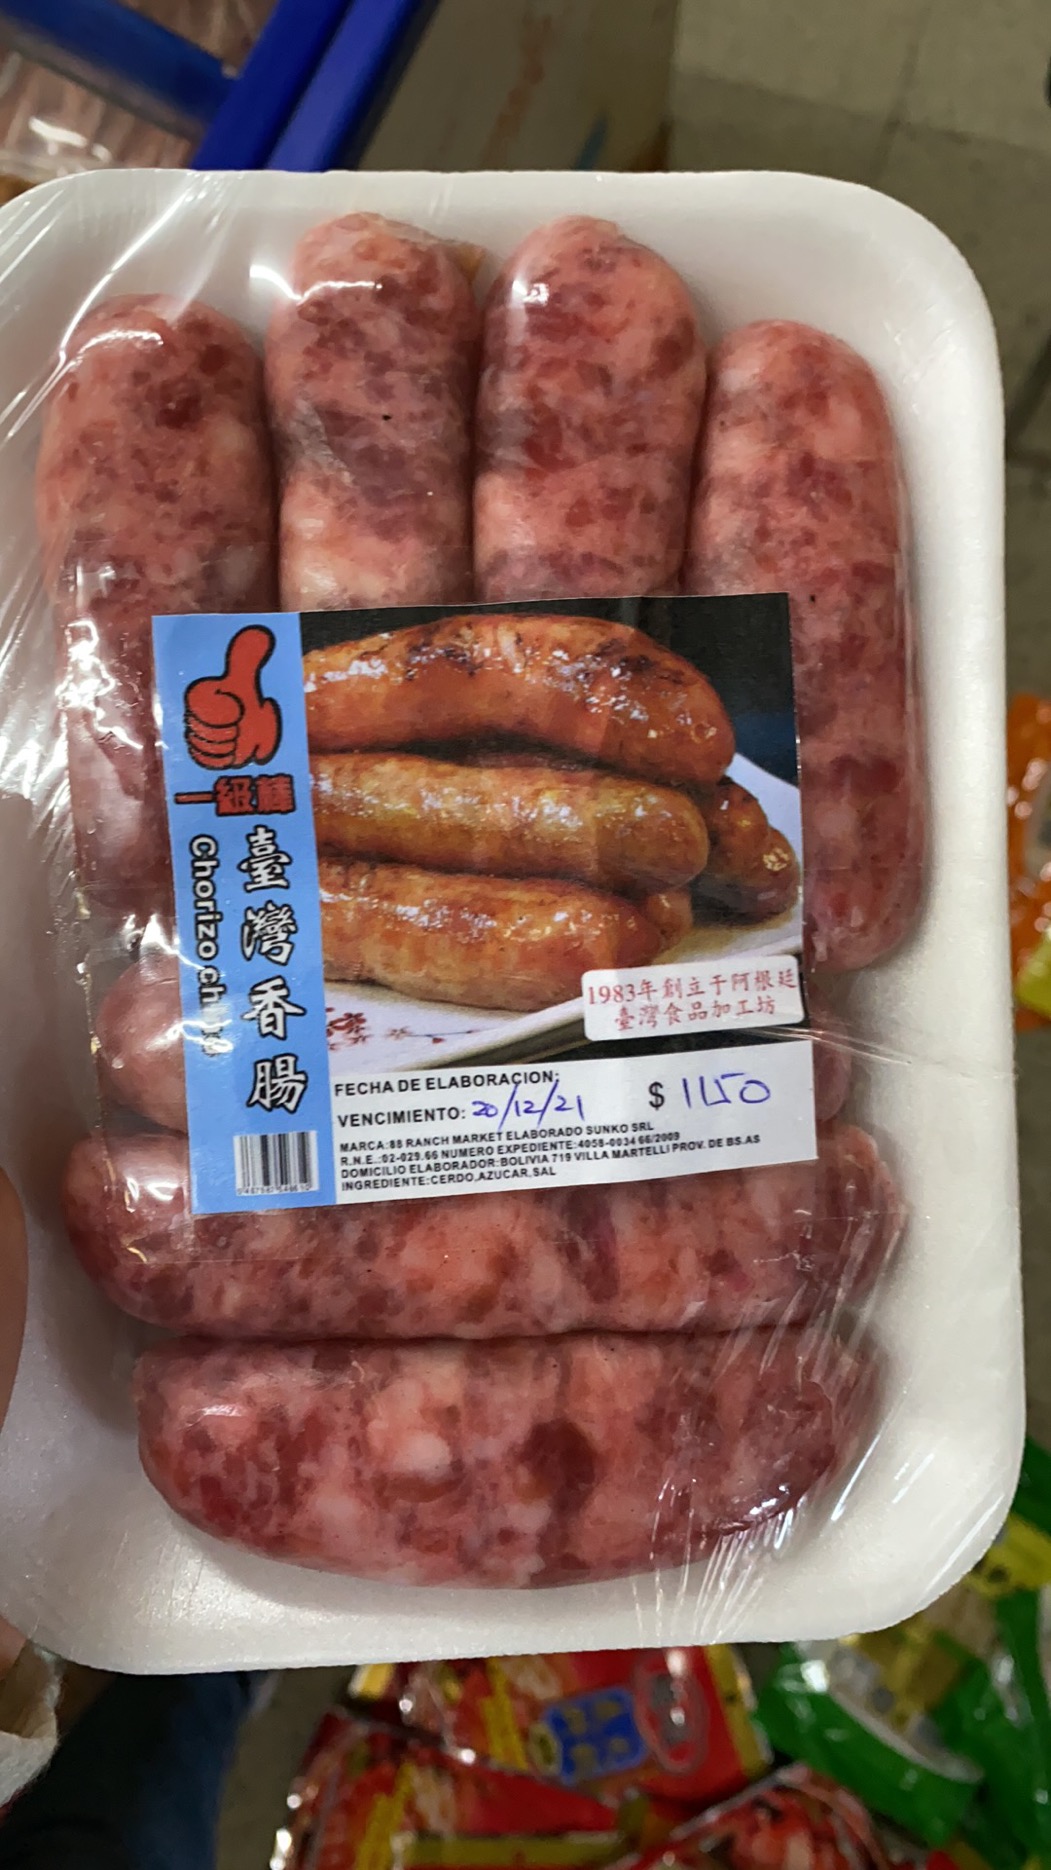 一級棒
臺灣香腸
Chorizo ch
1983年創立于阿根廷
臺灣食品加工坊
FECHA DE ELABORACION:
VENCIMIENTO: 20/12/21
$ 1150
MARCA:88 RANCH MARKET ELABORADO SUNKO SRL
R.N.E.:02-029.66 NUMERO EXPEDIENTE:4058-0034 66/2009
DOMICILIO ELABORADOR:BOLIVIA 719 VILLA MARTELLI PROV. DE BS.AS
INGREDIENTE:CERDO,AZUCAR,SAL